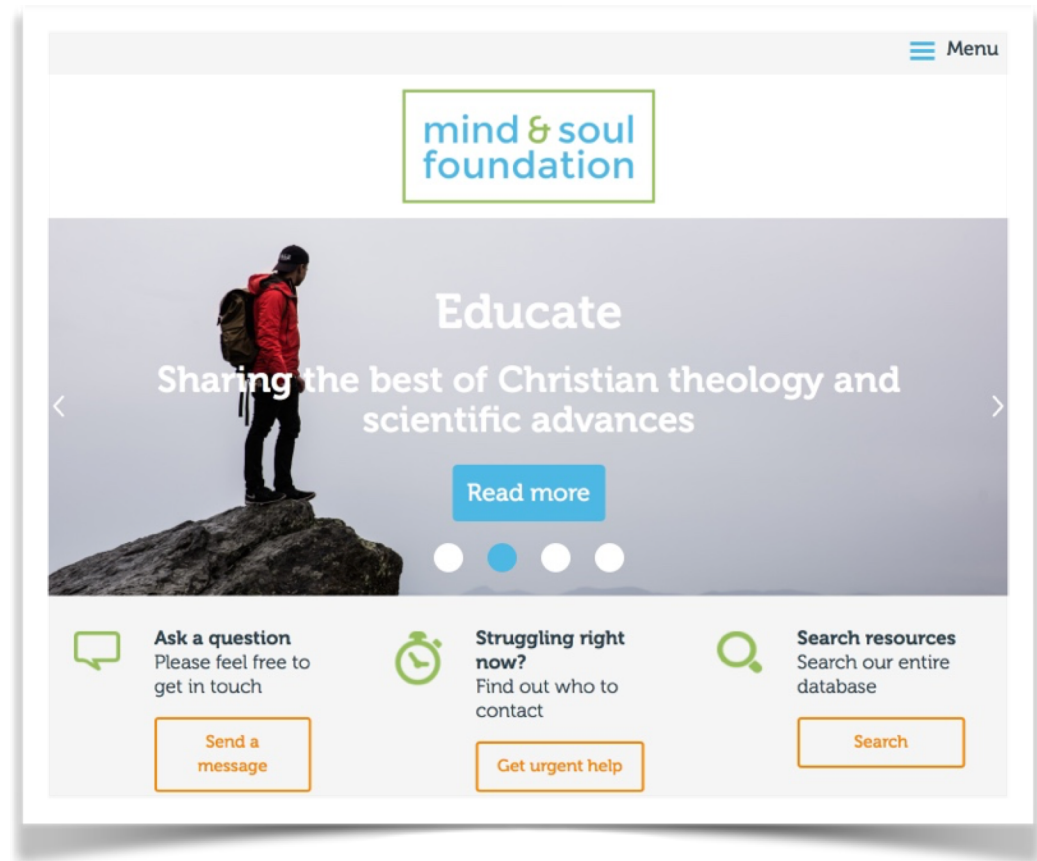 Menu
mind & soul
foundation
Educate
Sharing the best of Christian theology and
scientific advances
Read more
Ask a question
Please feel free to
get in touch
Send a
message
Struggling right
now?
Find out who to
contact
Get urgent help
Search resources
Search our entire
database
Search